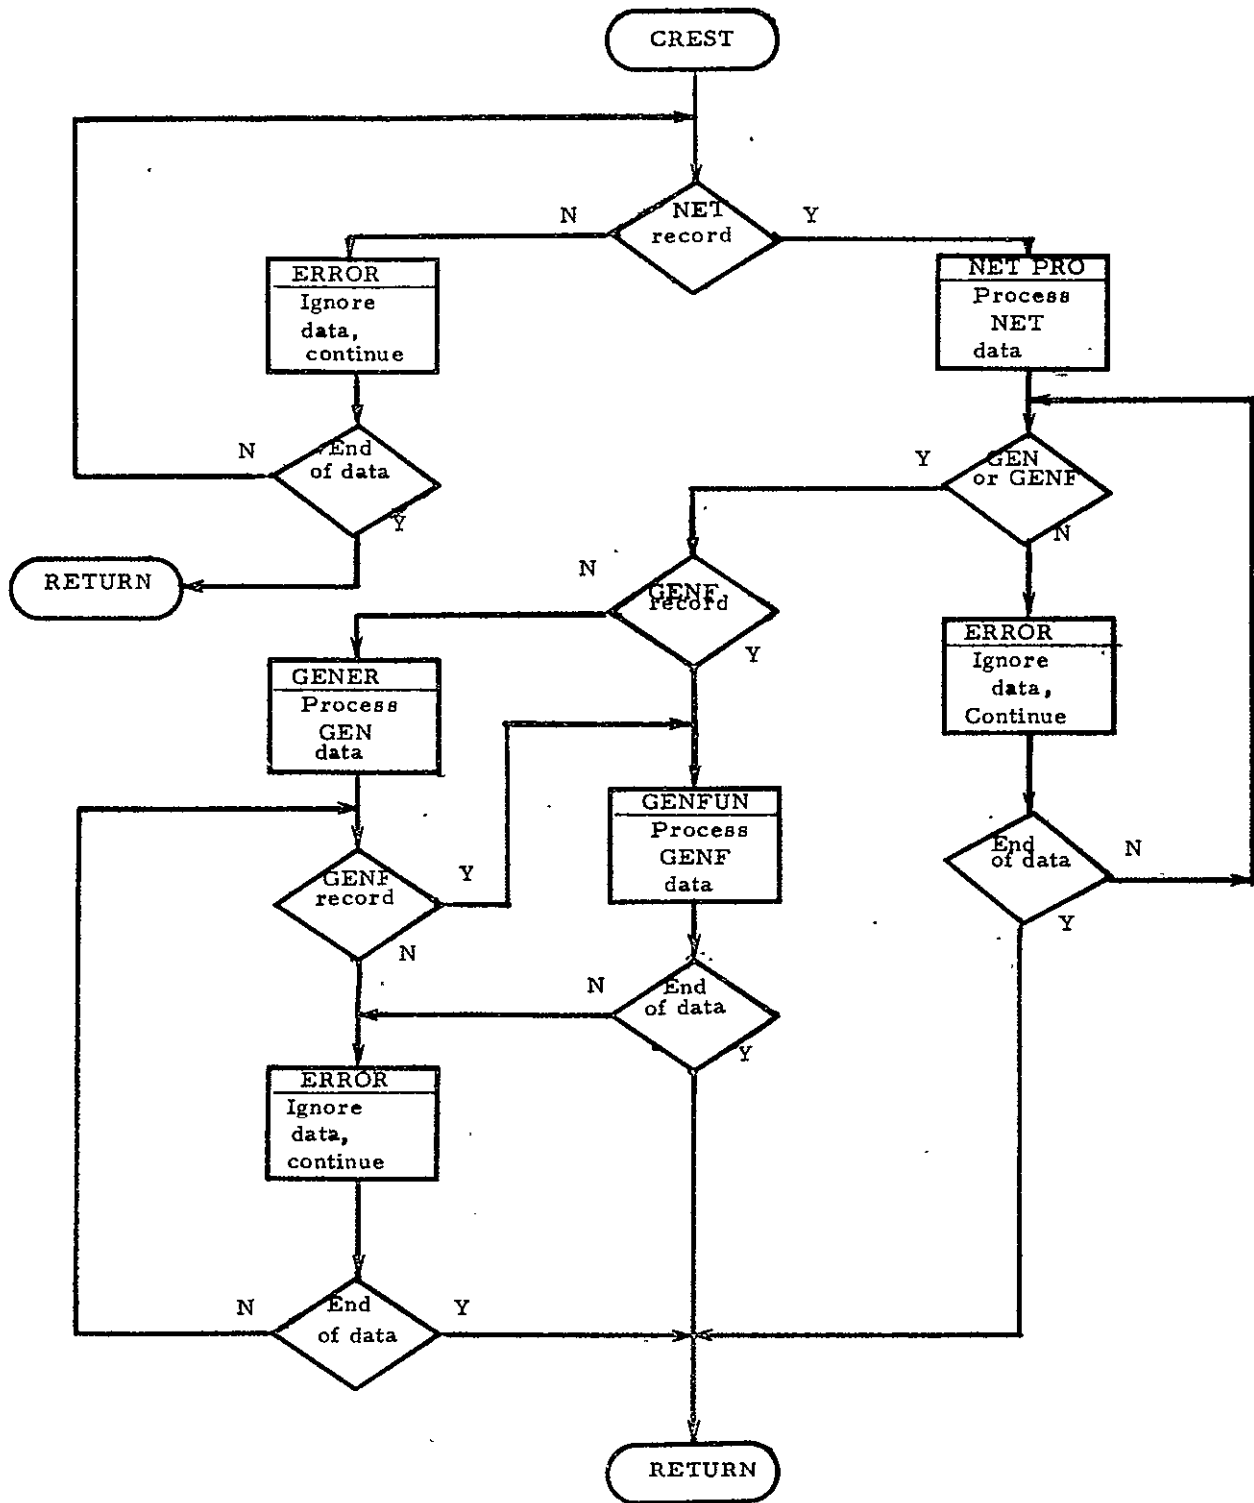 CREST
N
NET
record
Y
ERROR
Ignore
data,
continue
NET PRO
Process
NET
data
N
End
of data
Y
Y
GEN
or GENF
N
RETURN
N
GENF
record
Y
ERROR
Ignore
data,
Continue
GENER
Process
GEN
data
GENFUN
Process
GENF
data
End
of data
N
Y
GENF
record
Y
N
N
End
of data
Y
ERROR
Ignore
data,
continue
N
End
of data
Y
RETURN